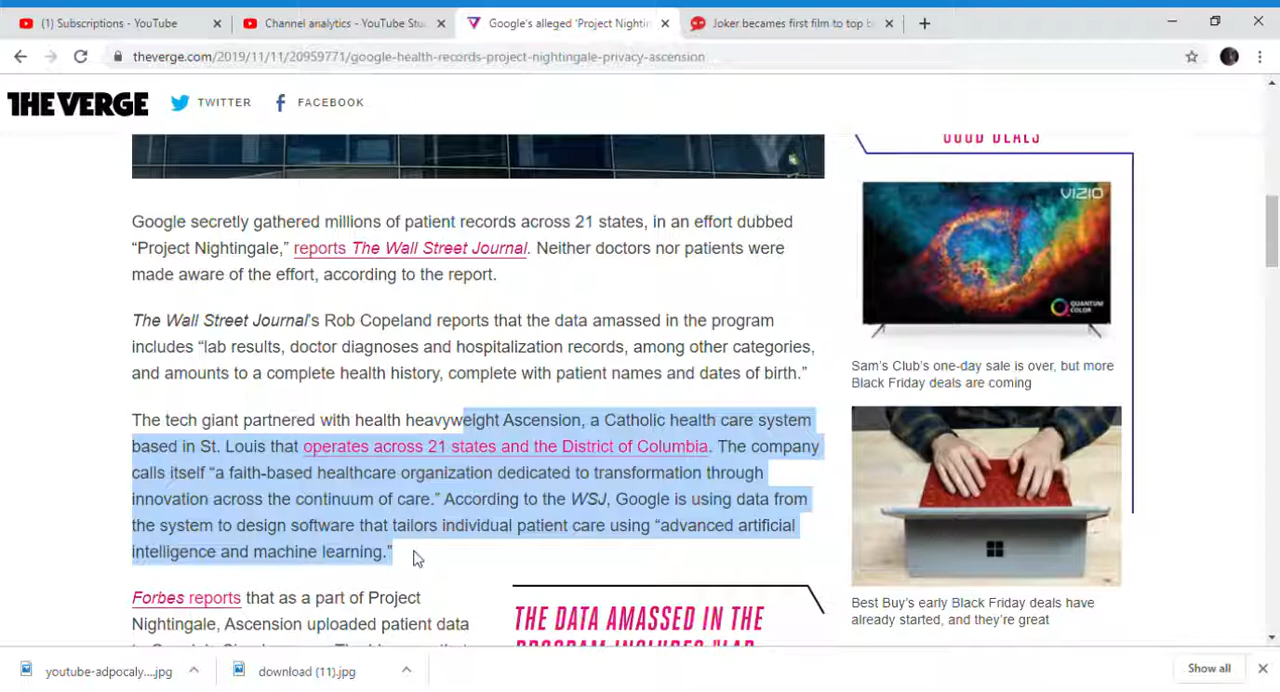 (1) Subscriptions - YouTube
Channel analytics - YouTube Stu
Google's alleged 'Project Nightin
Joker becames first film to top b
theverge.com/2019/11/11/20959771/google-health-records-project-nightingale-privacy-ascension
THE VERGE
TWITTER
FACEBOOK
GOOD DEALS
VIZIO
QUANTUM
COLOR
Google secretly gathered millions of patient records across 21 states, in an effort dubbed
“Project Nightingale,” reports The Wall Street Journal. Neither doctors nor patients were
made aware of the effort, according to the report.
The Wall Street Journal’s Rob Copeland reports that the data amassed in the program
includes “lab results, doctor diagnoses and hospitalization records, among other categories,
and amounts to a complete health history, complete with patient names and dates of birth.”
The tech giant partnered with health heavyweight Ascension, a Catholic health care system
based in St. Louis that operates across 21 states and the District of Columbia. The company
calls itself “a faith-based healthcare organization dedicated to transformation through
innovation across the continuum of care.” According to the WSJ, Google is using data from
the system to design software that tailors individual patient care using “advanced artificial
intelligence and machine learning.”
Forbes reports that as a part of Project
Nightingale, Ascension uploaded patient data
THE DATA AMASSED IN THE
PROGRAM INCLUDES "LAB
Sam’s Club’s one-day sale is over, but more
Black Friday deals are coming
Best Buy’s early Black Friday deals have
already started, and they’re great
youtube-adpocaly....jpg
download (11).jpg
Show all